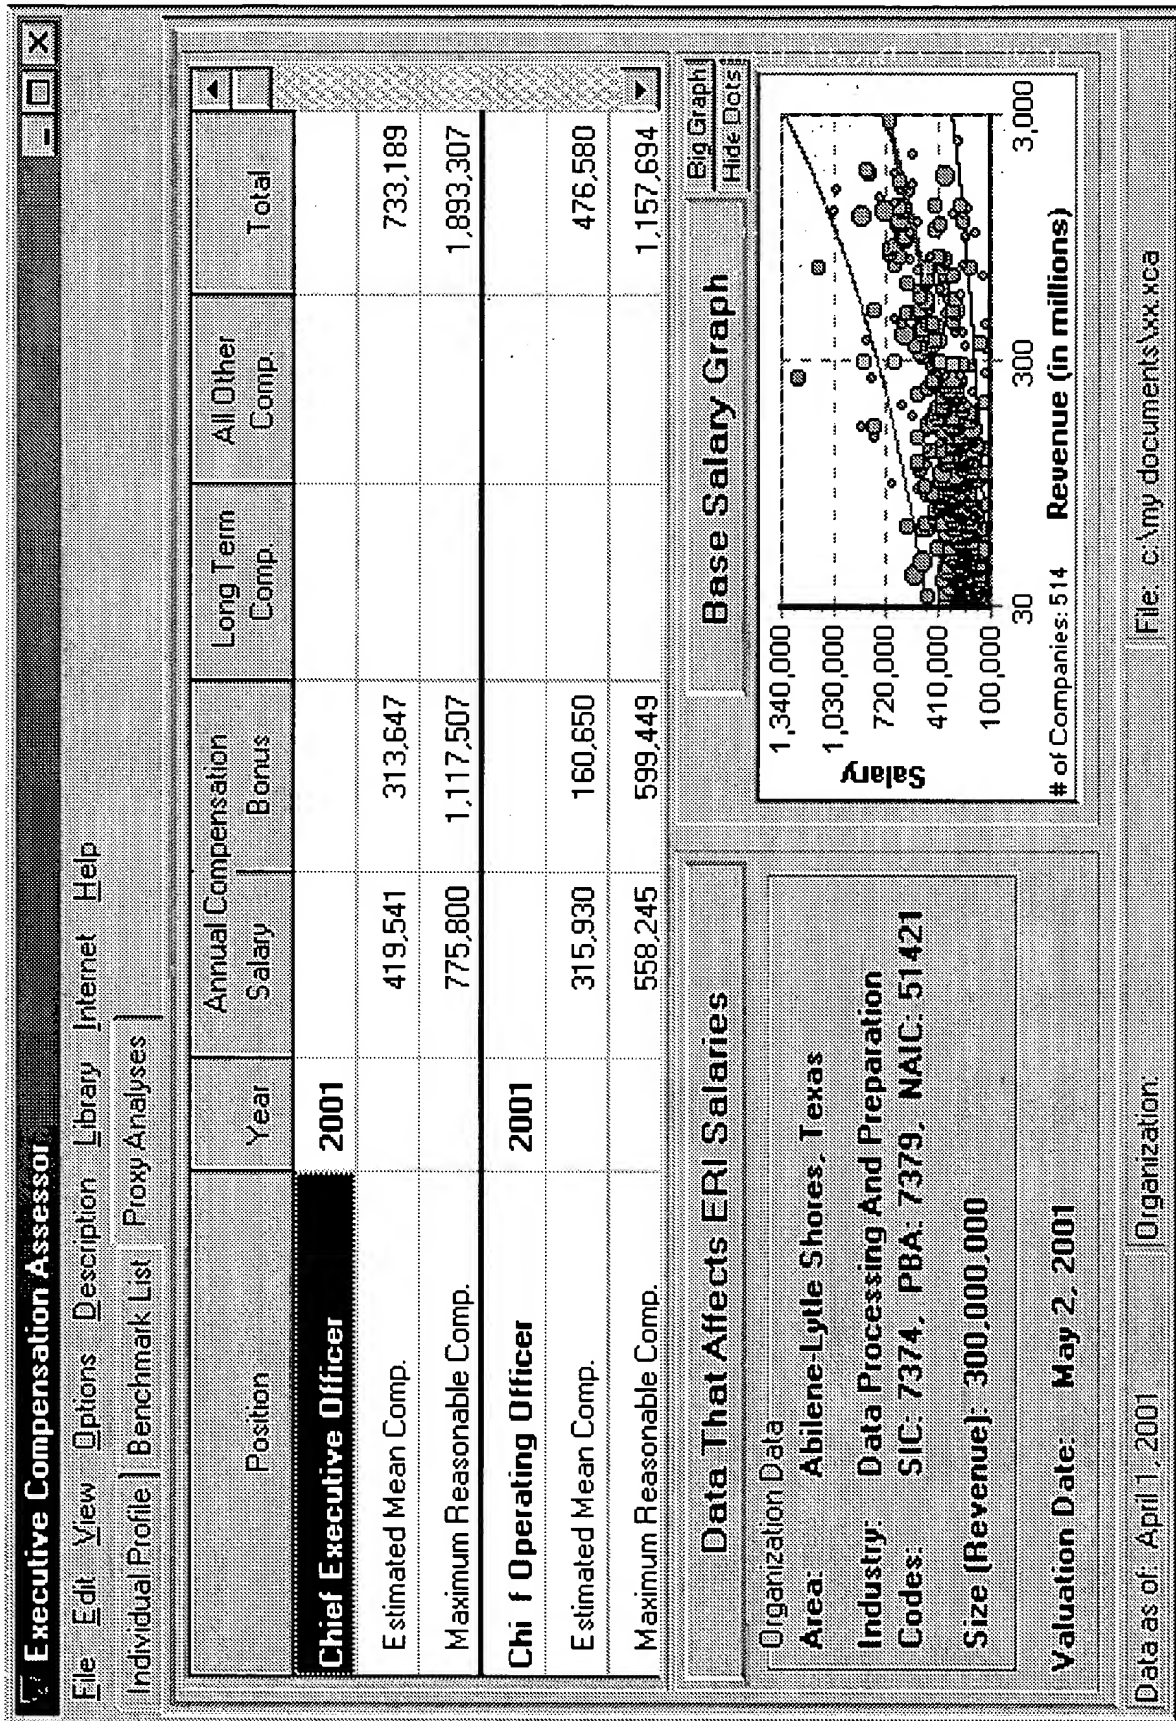 Executive Compensation Assessor
File Edit View Options Description Library Internet Help
Individual Profile Benchmark List Proxy Analyses
Position Year Annual Compensation Salary Bonus Long Term Comp. All Other Comp. Total
Chief Executive Officer 2001
Estimated Mean Comp. 419,541 313,647 733,189
Maximum Reasonable Comp. 775,800 1,117,507 1,893,307
Chi f Operating Officer 2001
Estimated Mean Comp. 315,930 160,650 476,580
Maximum Reasonable Comp. 558,245 599,449 1,157,694
Data That Affects ERI Salaries
Organization Data
Area: Abilene-Lytle Shores, Texas
Industry: Data Processing And Preparation
Codes: SIC: 7374, PBA: 7379, NAIC: 51421
Size (Revenue): 300,000,000
Valuation Date: May 2, 2001
Base Salary Graph
Big Graph
Hide Dots
Salary
1,340,000
1,030,000
720,000
410,000
100,000
30 300 3,000
# of Companies: 514 Revenue (in millions)
Data as of: April 1, 2001 Organization: File: c:\my documents\xx.xca